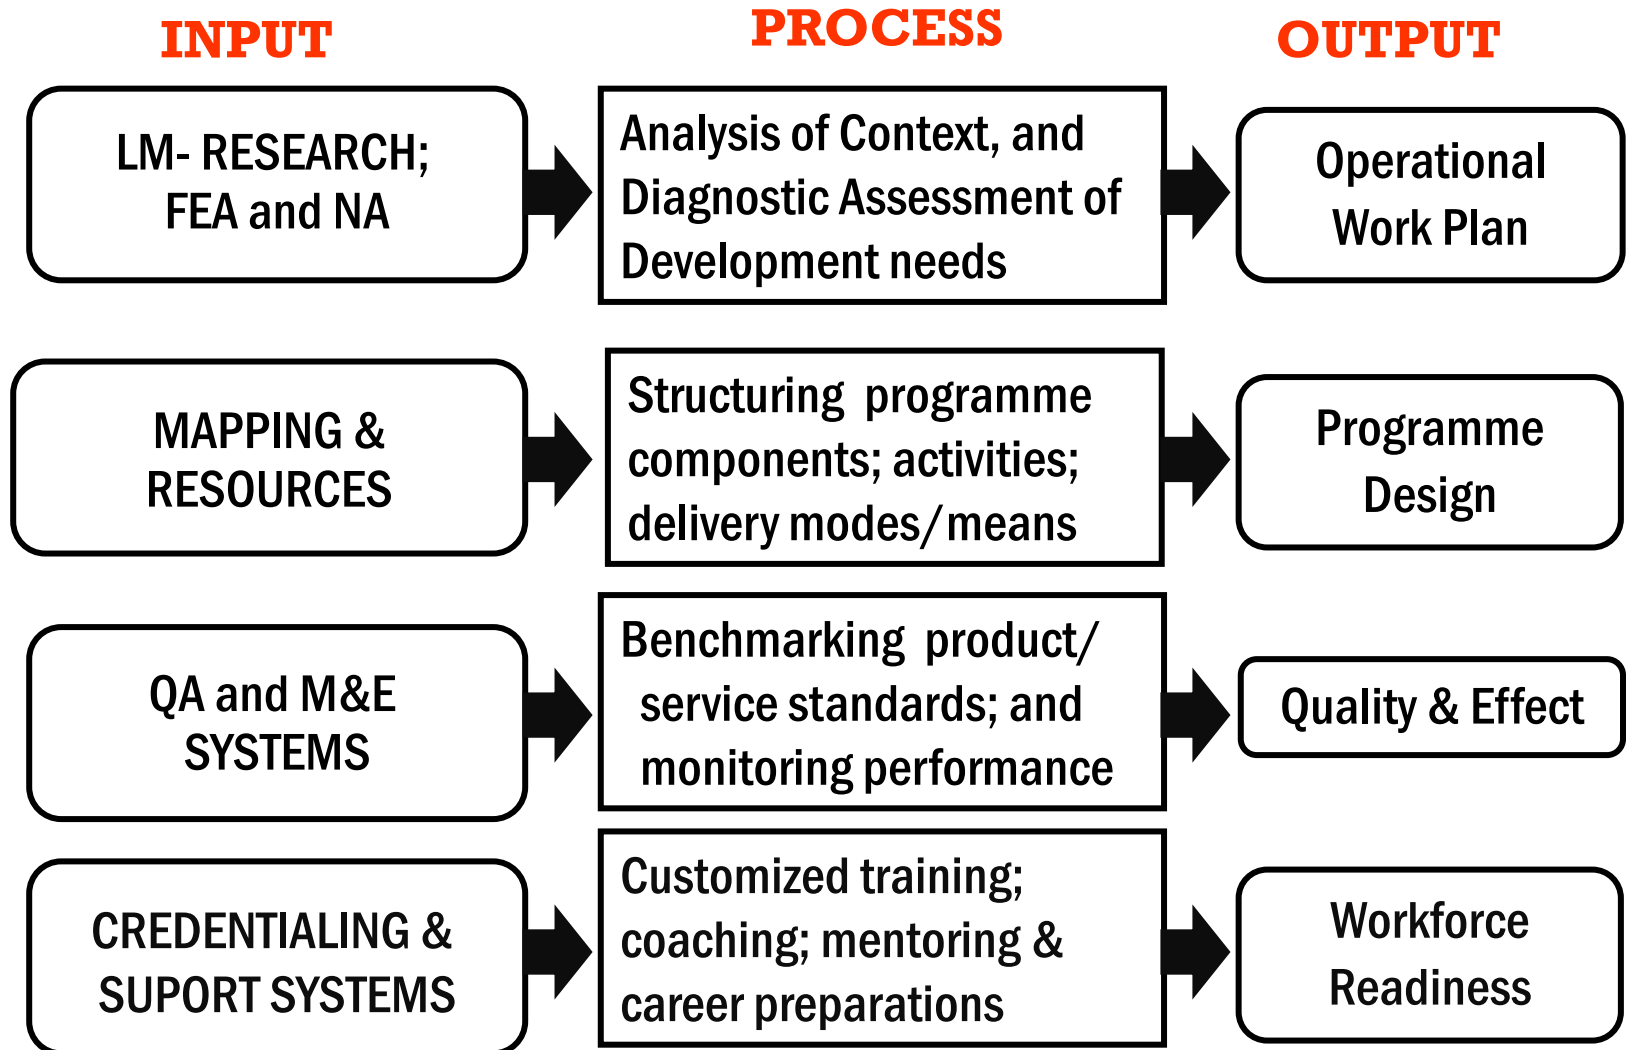 INPUT
PROCESS
OUTPUT
LM- RESEARCH;
FEA and NA
Analysis of Context, and
Diagnostic Assessment of
Development needs
Operational
Work Plan
MAPPING &
RESOURCES
Structuring programme
components; activities;
delivery modes/means
Programme
Design
QA and M&E
SYSTEMS
Benchmarking product/
service standards; and
monitoring performance
Quality & Effect
CREDENTIALING &
SUPORT SYSTEMS
Customized training;
coaching; mentoring &
career preparations
Workforce
Readiness